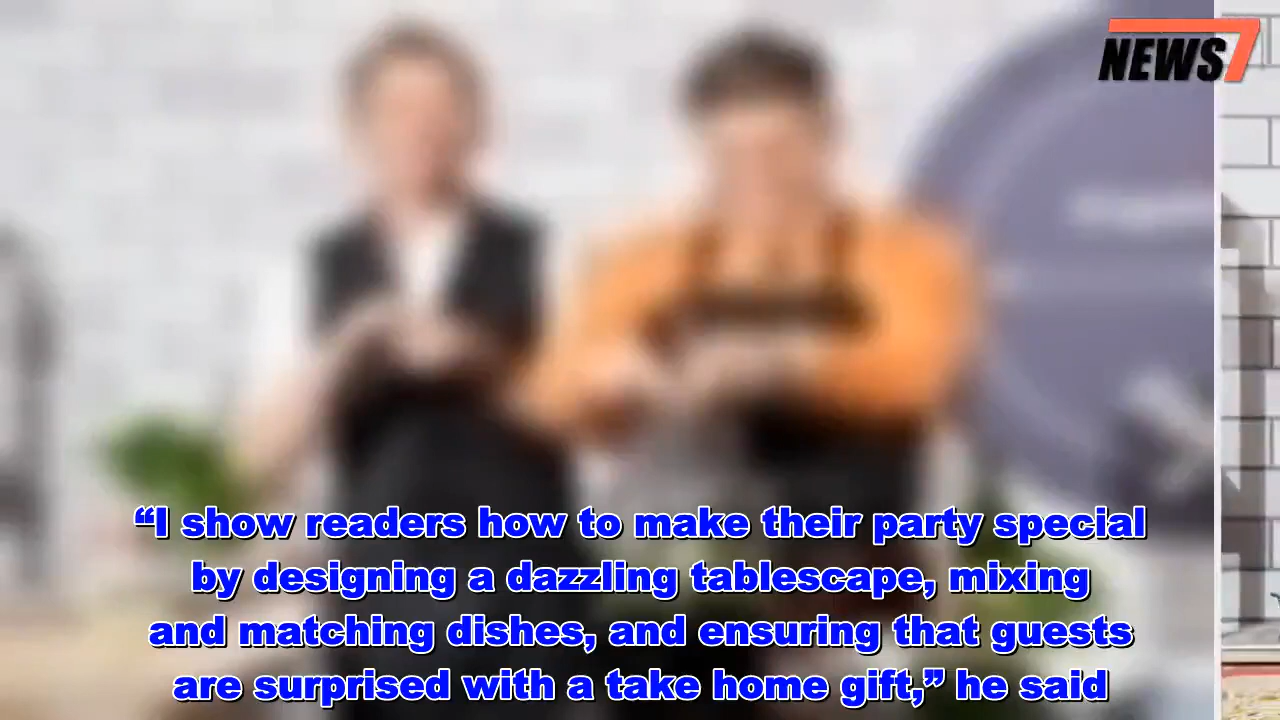 NEWS7
“I show readers how to make their party special
by designing a dazzling tablescape, mixing
and matching dishes, and ensuring that guests
are surprised with a take home gift,” he said